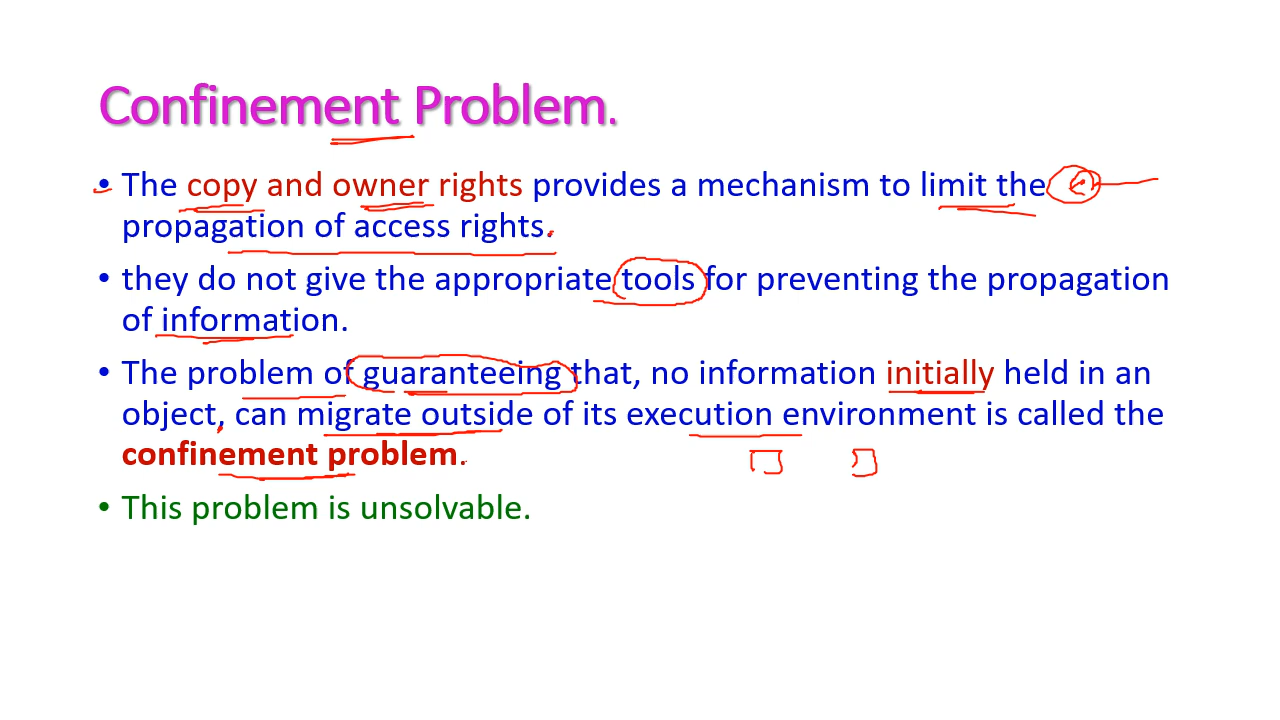 Confinement Problem.
• The copy and owner rights provides a mechanism to limit the
propagation of access rights.
• they do not give the appropriate tools for preventing the propagation
of information.
• The problem of guaranteeing that, no information initially held in an
object, can migrate outside of its execution environment is called the
confinement problem.
• This problem is unsolvable.